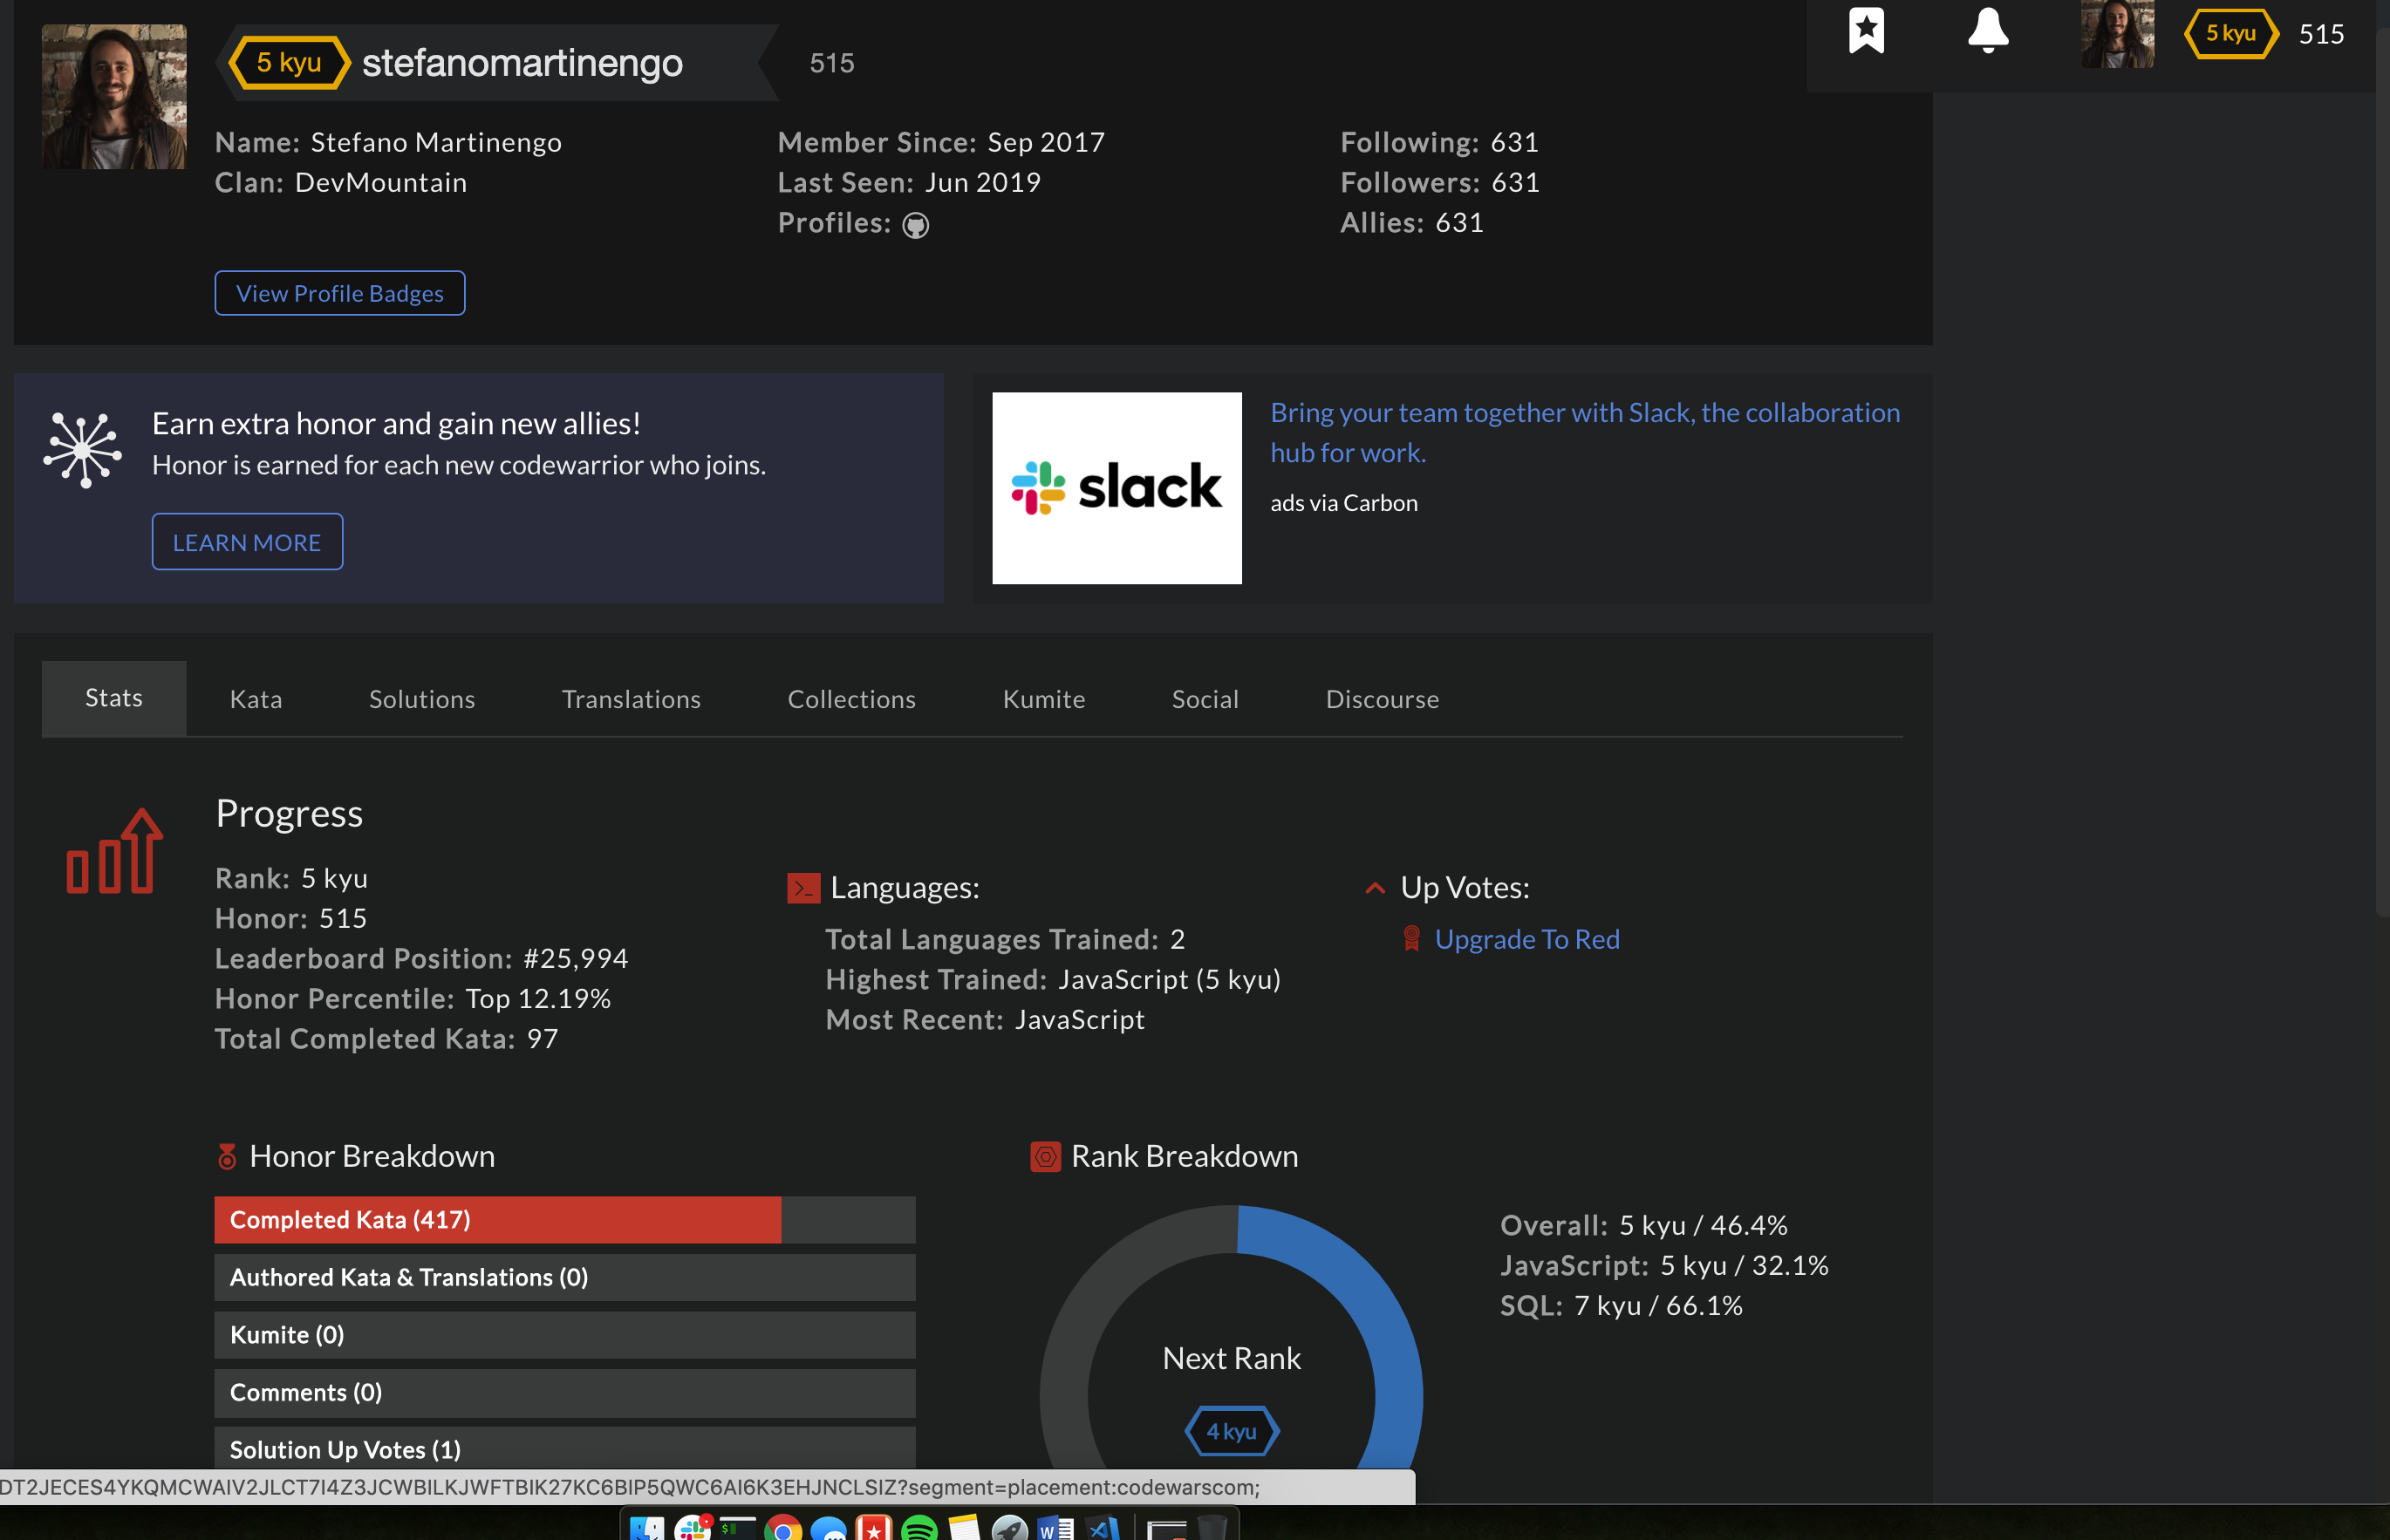 5 kyu stefanomartinengo 515
5 kyu 515
Name: Stefano Martinengo
Clan: DevMountain
Member Since: Sep 2017
Last Seen: Jun 2019
Profiles:
Following: 631
Followers: 631
Allies: 631
View Profile Badges
Earn extra honor and gain new allies!
Honor is earned for each new codewarrior who joins.
LEARN MORE
slack
Bring your team together with Slack, the collaboration
hub for work.
ads via Carbon
Stats Kata Solutions Translations Collections Kumite Social Discourse
Progress
Rank: 5 kyu
Honor: 515
Leaderboard Position: #25,994
Honor Percentile: Top 12.19%
Total Completed Kata: 97
Languages:
Total Languages Trained: 2
Highest Trained: JavaScript (5 kyu)
Most Recent: JavaScript
Up Votes:
Upgrade To Red
Honor Breakdown
Completed Kata (417)
Authored Kata & Translations (0)
Kumite (0)
Comments (0)
Solution Up Votes (1)
Rank Breakdown
Next Rank
4 kyu
Overall: 5 kyu / 46.4%
JavaScript: 5 kyu / 32.1%
SQL: 7 kyu / 66.1%
DT2JECES4YKQMCWAIV2JLCT7I4Z3JCWBILKJWFTBIK27KC6BIP5QWC6AI6K3EHJNCLSIZ?segment=placement:codewarscom;
$
W